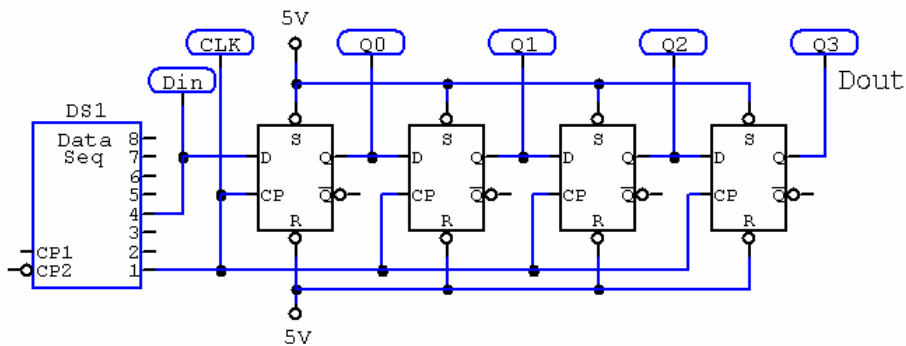 5V
CLK
Q0
Q1
Q2
Q3
Din
Dout
DS1
Data
Seq
8
7
6
5
4
3
2
1
CP1
CP2
S
D
Q
CP
Q
R
S
D
Q
CP
Q
R
S
D
Q
CP
Q
R
S
D
Q
CP
Q
R
5V